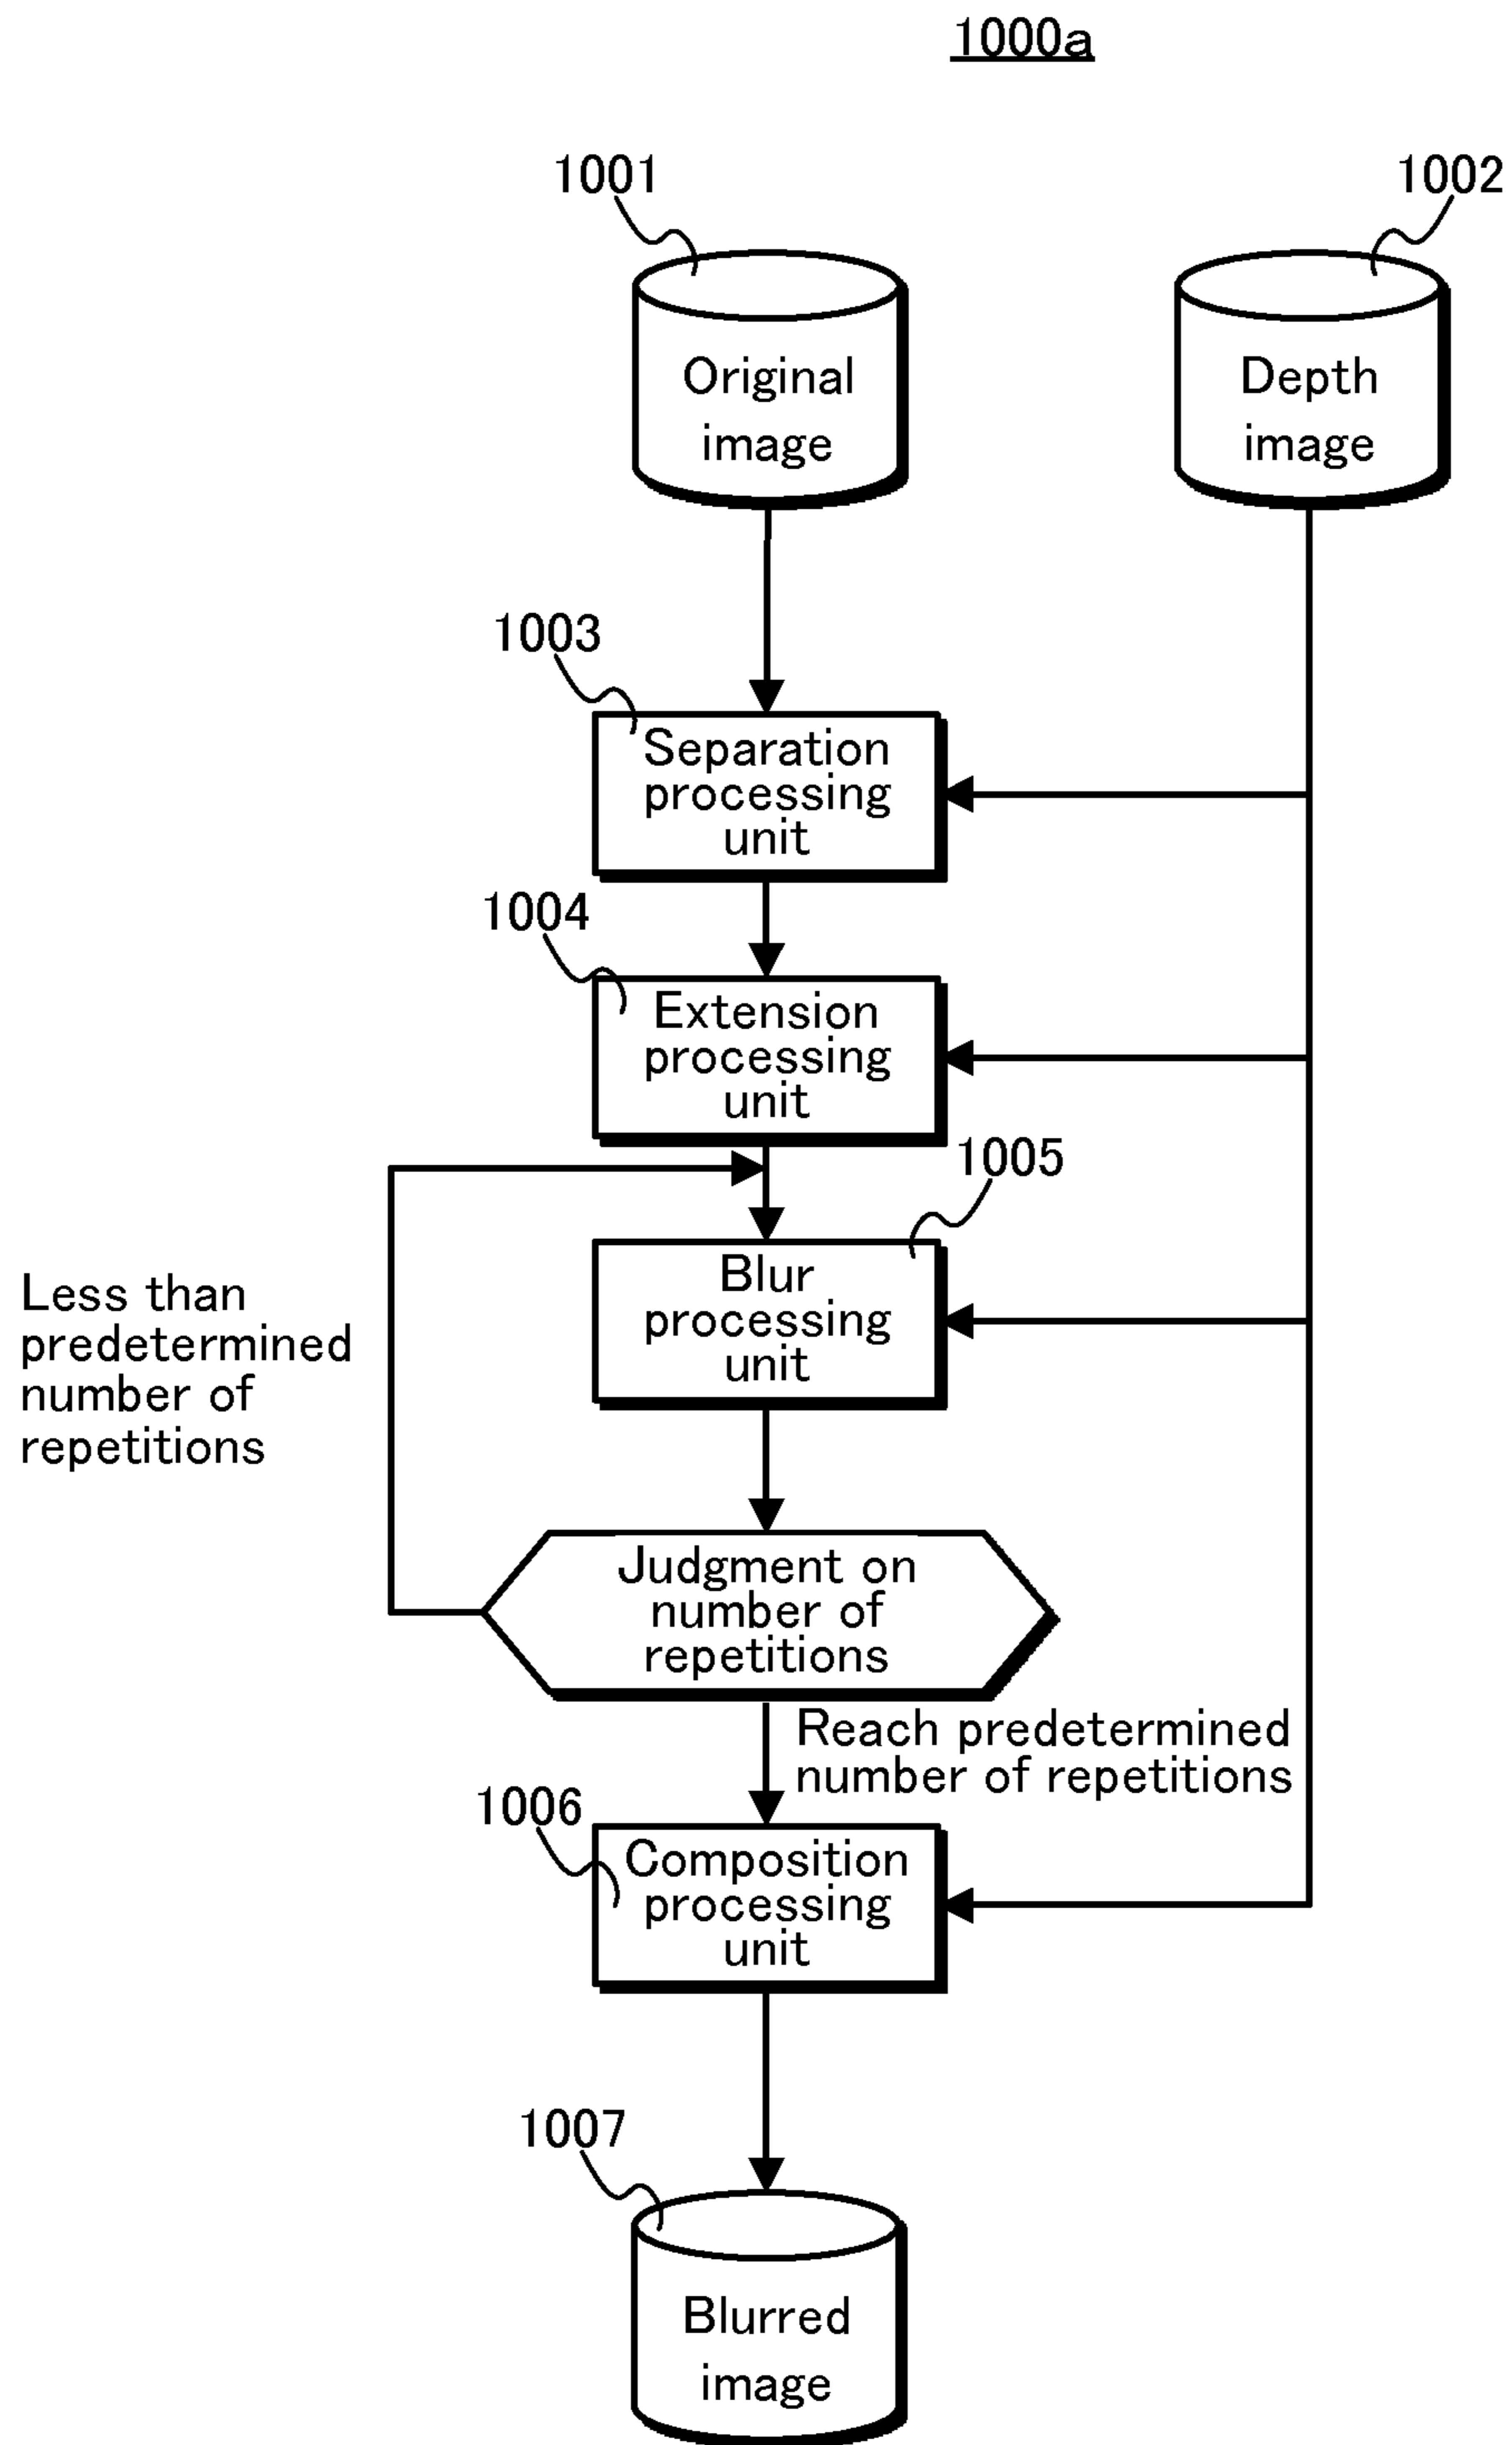 1000a
1001
1002
Original
image
Depth
image
1003
Separation
processing
unit
1004
Extension
processing
unit
1005
Blur
processing
unit
Less than
predetermined
number of
repetitions
Judgment on
number of
repetitions
Reach predetermined
number of repetitions
1006
Composition
processing
unit
1007
Blurred
image